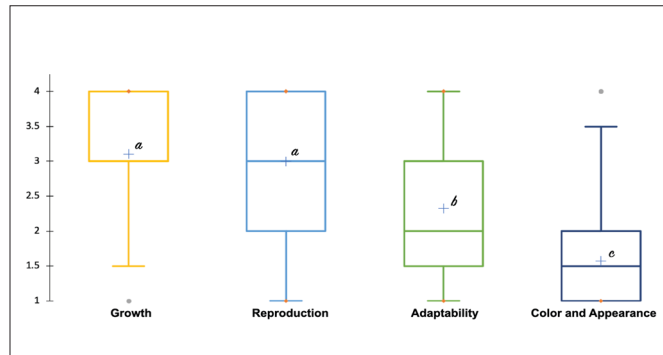 4
3.5
3
2.5
2
1.5
1
a
a
b
c
Growth
Reproduction
Adaptability
Color and Appearance